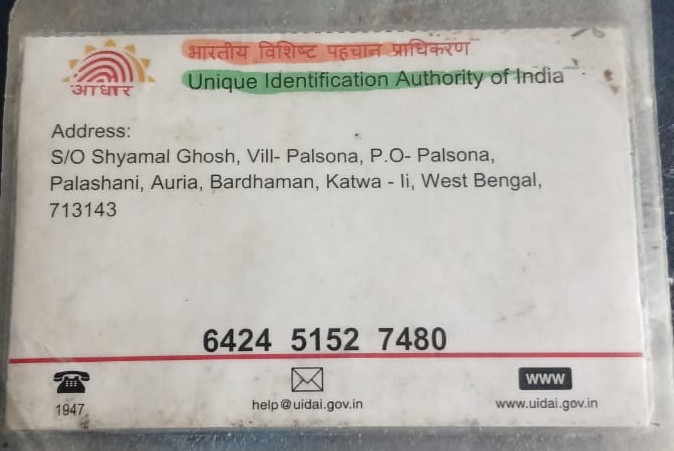 भारतीय विशिष्ट पहचान प्राधिकरण
Unique Identification Authority of India
आधार
Address:
S/O Shyamal Ghosh, Vill- Palsona, P.O- Palsona,
Palashani, Auria, Bardhaman, Katwa - Ii, West Bengal,
713143
6424 5152 7480
WWW
1947
help@uidai.gov.in
www.uidai.gov.in